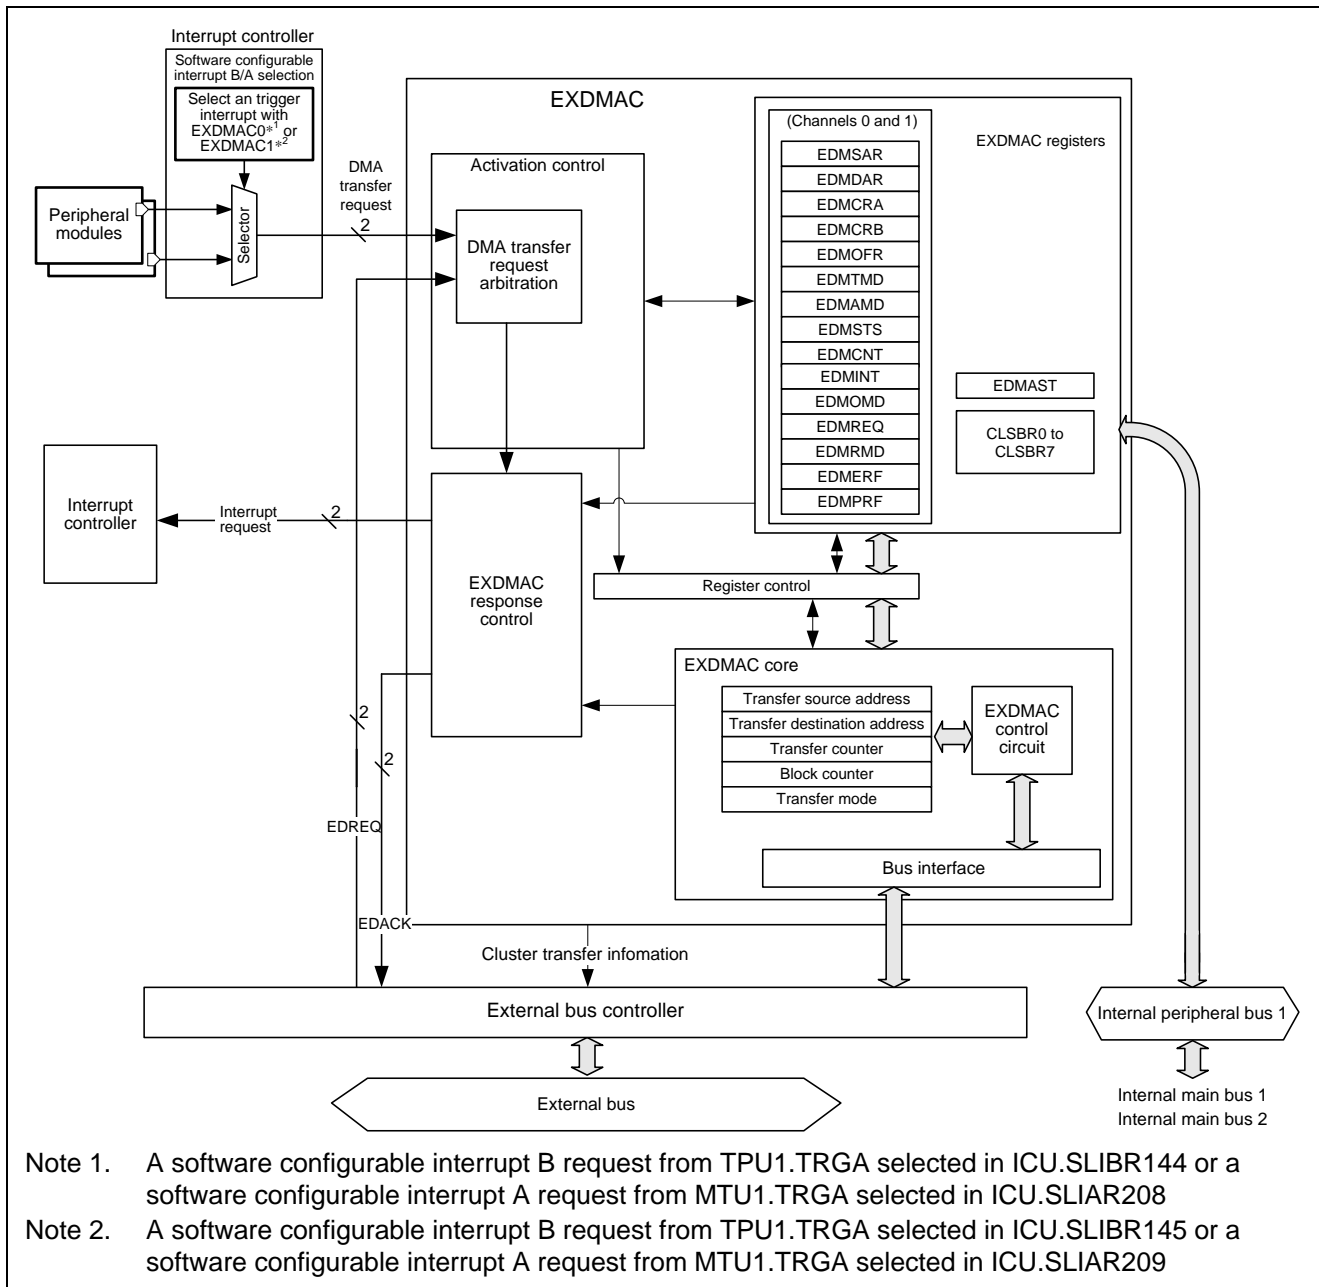 Interrupt controller
Software configurable
interrupt B/A selection
Select an trigger
interrupt with
EXDMAC0*1 or
EXDMAC1*2
Peripheral
modules
Selector
DMA
transfer
request
2
EXDMAC
Activation control
DMA transfer
request
arbitration
(Channels 0 and 1)
EDMSAR
EDMDAR
EDMCRA
EDMCRB
EDMOFR
EDMTMD
EDMAMD
EDMSTS
EDMCNT
EDMINT
EDMOMD
EDMREQ
EDMRMD
EDMERF
EDMPRF
EXDMAC registers
EDMAST
CLSBR0 to
CLSBR7
Interrupt
controller
Interrupt
request
2
EXDMAC
response
control
Register control
EXDMAC core
Transfer source address
Transfer destination address
Transfer counter
Block counter
Transfer mode
EXDMAC
control
circuit
Bus interface
2
2
EDREQ
EDACK
Cluster transfer infomation
External bus controller
External bus
Internal peripheral bus 1
Internal main bus 1
Internal main bus 2
Note 1. A software configurable interrupt B request from TPU1.TRGA selected in ICU.SLIBR144 or a
software configurable interrupt A request from MTU1.TRGA selected in ICU.SLIAR208
Note 2. A software configurable interrupt B request from TPU1.TRGA selected in ICU.SLIBR145 or a
software configurable interrupt A request from MTU1.TRGA selected in ICU.SLIAR209